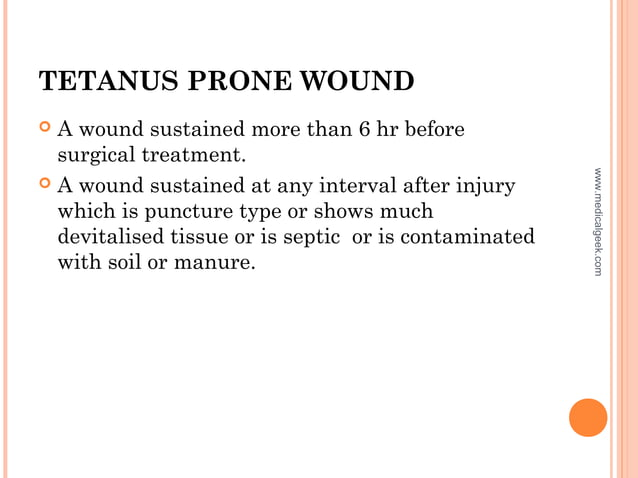 TETANUS PRONE WOUND
A wound sustained more than 6 hr before
surgical treatment.
A wound sustained at any interval after injury
which is puncture type or shows much
devitalised tissue or is septic  or is contaminated
with soil or manure.
www.medicalgeek.com